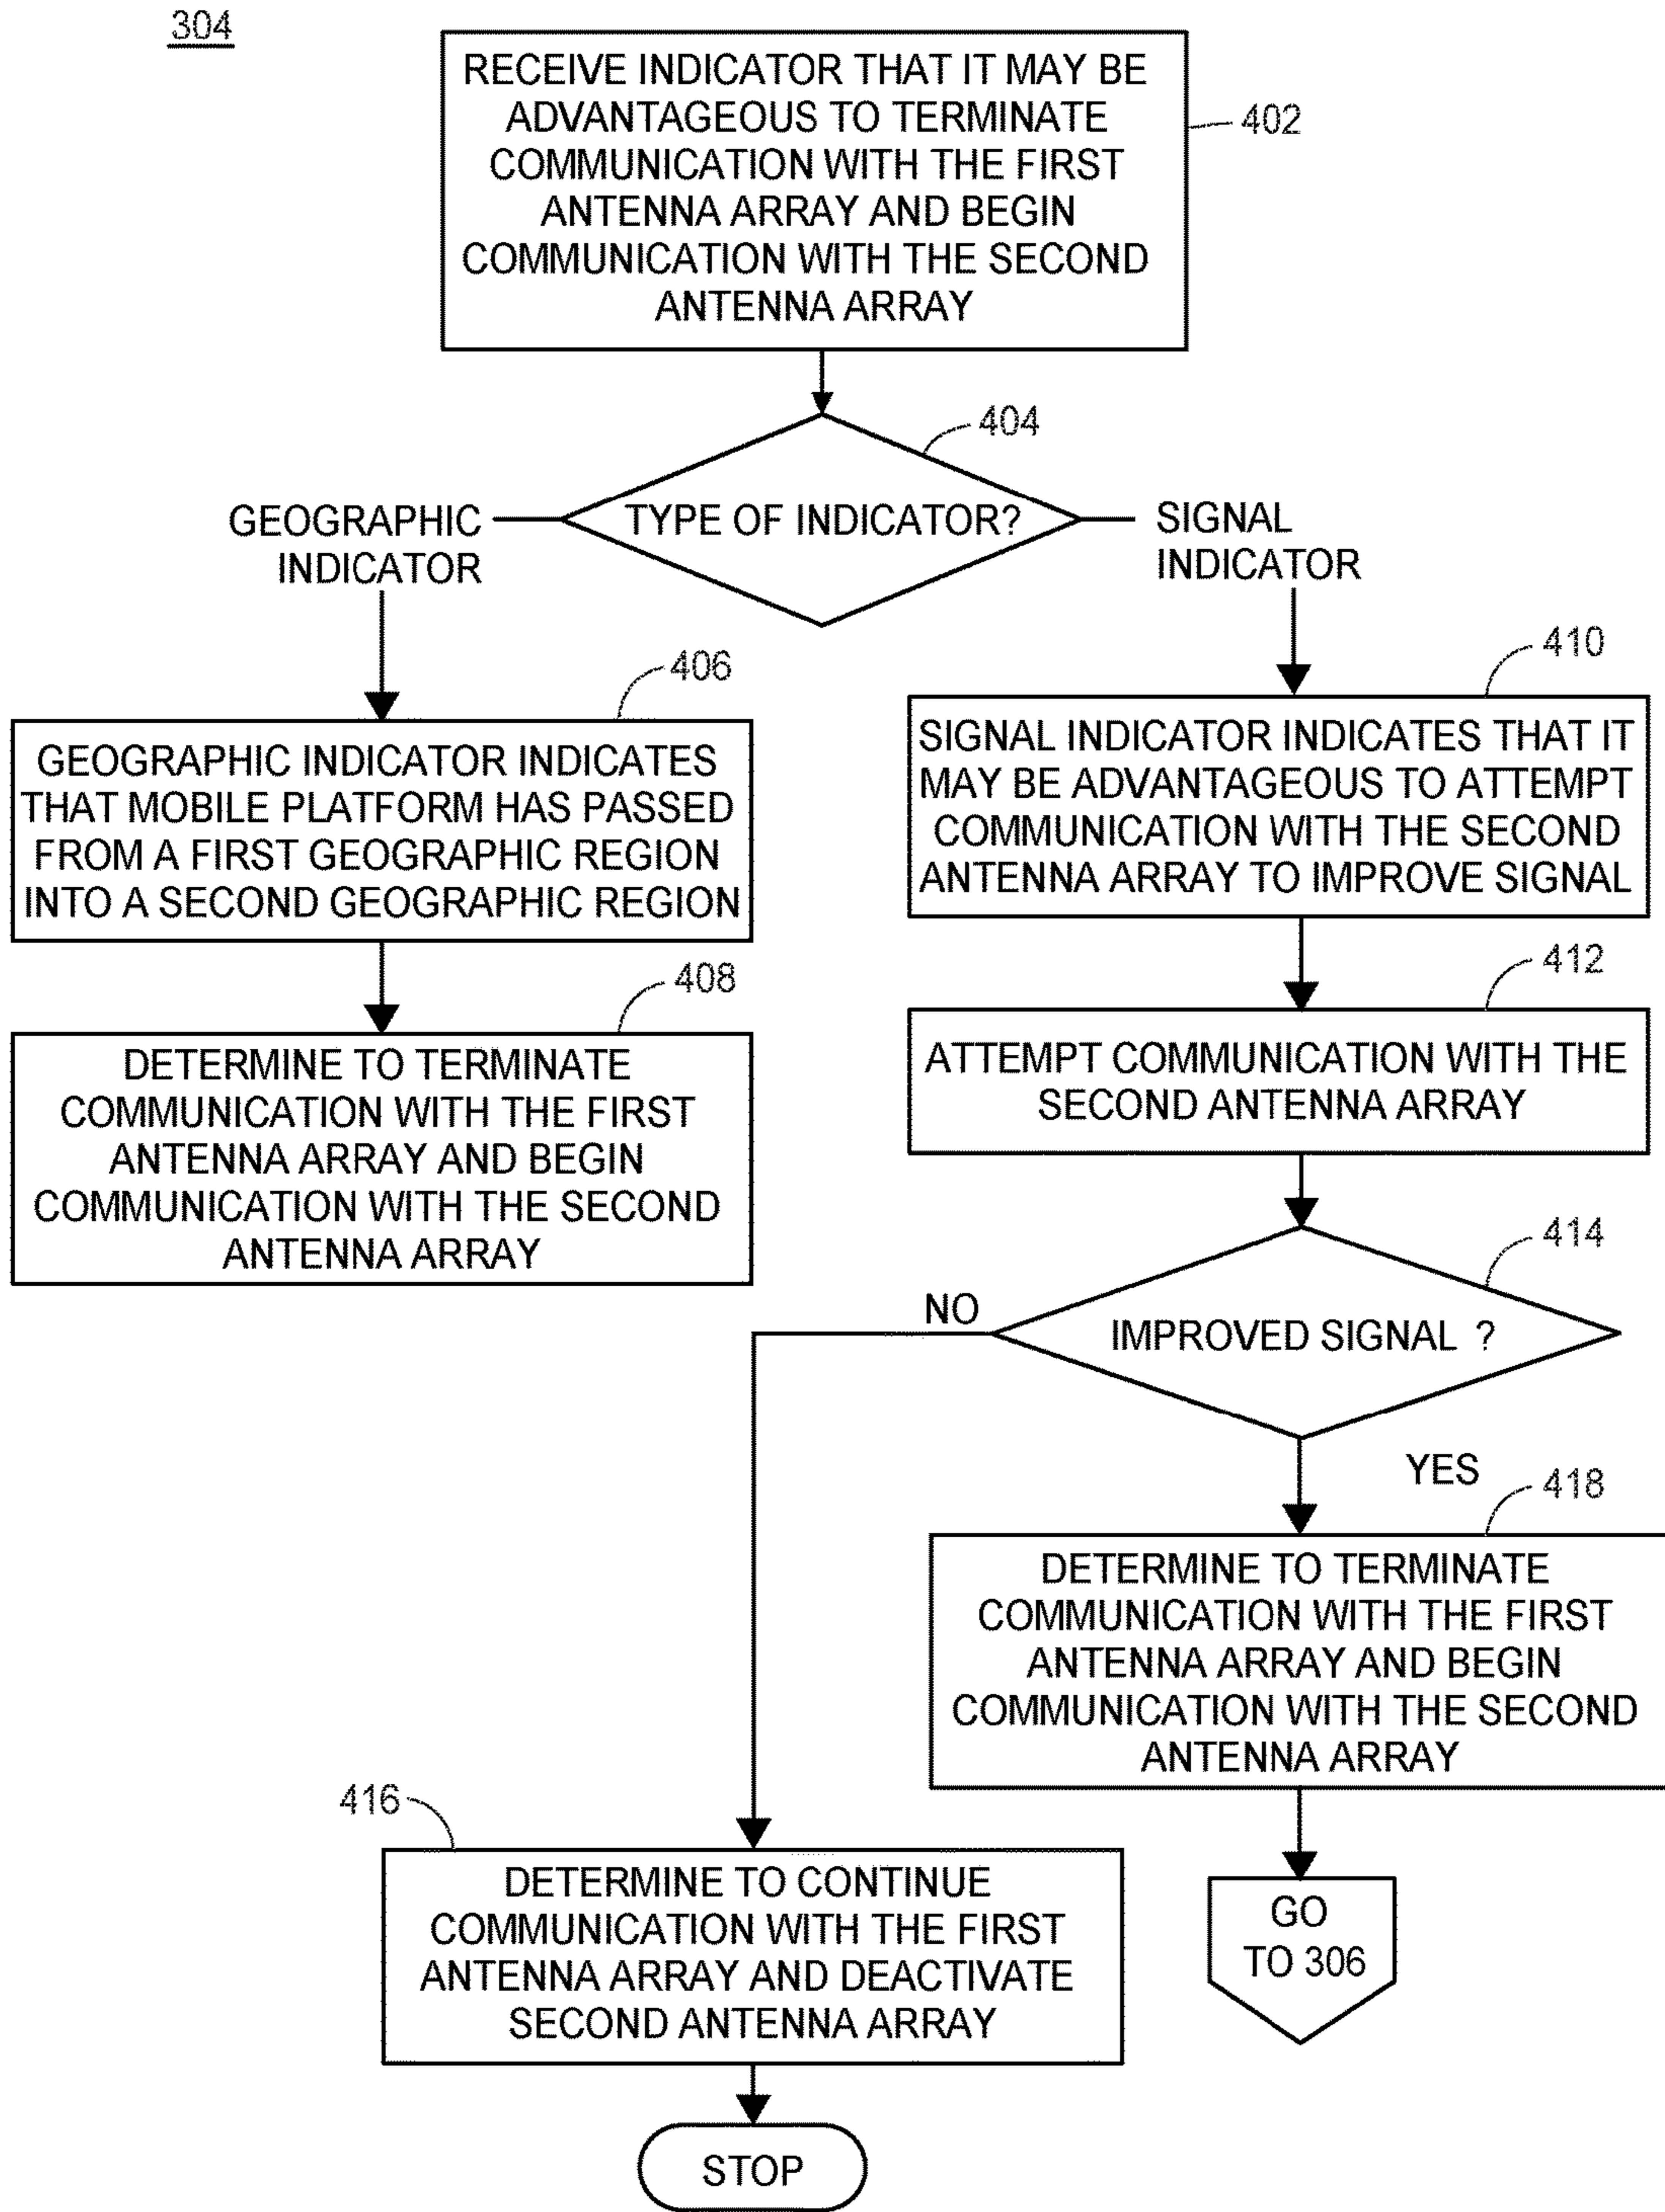 304
RECEIVE INDICATOR THAT IT MAY BE
ADVANTAGEOUS TO TERMINATE
COMMUNICATION WITH THE FIRST
ANTENNA ARRAY AND BEGIN
COMMUNICATION WITH THE SECOND
ANTENNA ARRAY
402
404
TYPE OF INDICATOR?
GEOGRAPHIC
INDICATOR
SIGNAL
INDICATOR
406
GEOGRAPHIC INDICATOR INDICATES
THAT MOBILE PLATFORM HAS PASSED
FROM A FIRST GEOGRAPHIC REGION
INTO A SECOND GEOGRAPHIC REGION
408
DETERMINE TO TERMINATE
COMMUNICATION WITH THE FIRST
ANTENNA ARRAY AND BEGIN
COMMUNICATION WITH THE SECOND
ANTENNA ARRAY
410
SIGNAL INDICATOR INDICATES THAT IT
MAY BE ADVANTAGEOUS TO ATTEMPT
COMMUNICATION WITH THE SECOND
ANTENNA ARRAY TO IMPROVE SIGNAL
412
ATTEMPT COMMUNICATION WITH THE
SECOND ANTENNA ARRAY
414
IMPROVED SIGNAL ?
NO
YES
418
DETERMINE TO TERMINATE
COMMUNICATION WITH THE FIRST
ANTENNA ARRAY AND BEGIN
COMMUNICATION WITH THE SECOND
ANTENNA ARRAY
416
DETERMINE TO CONTINUE
COMMUNICATION WITH THE FIRST
ANTENNA ARRAY AND DEACTIVATE
SECOND ANTENNA ARRAY
GO
TO 306
STOP